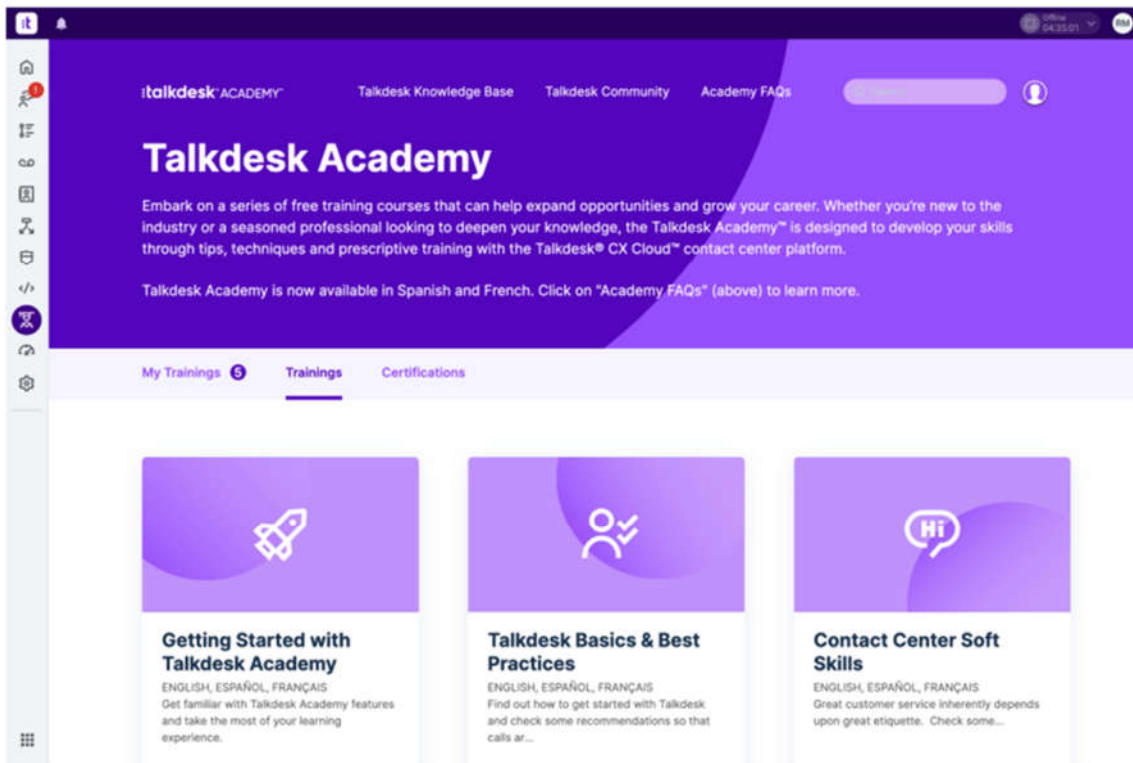 t
Offline
04:35:01
RM
!
:talkdesk ACADEMY™
Talkdesk Knowledge Base
Talkdesk Community
Academy FAQs
Talkdesk Academy
Embark on a series of free training courses that can help expand opportunities and grow your career. Whether you're new to the
industry or a seasoned professional looking to deepen your knowledge, the Talkdesk Academy™ is designed to develop your skills
through tips, techniques and prescriptive training with the Talkdesk® CX Cloud™ contact center platform.
Talkdesk Academy is now available in Spanish and French. Click on "Academy FAQs" (above) to learn more.
My Trainings 5
Trainings
Certifications
Getting Started with
Talkdesk Academy
ENGLISH, ESPAÑOL, FRANÇAIS
Get familiar with Talkdesk Academy features
and take the most of your learning
experience.
Talkdesk Basics & Best
Practices
ENGLISH, ESPAÑOL, FRANÇAIS
Find out how to get started with Talkdesk
and check some recommendations so that
calls ar...
Hi
Contact Center Soft
Skills
ENGLISH, ESPAÑOL, FRANÇAIS
Great customer service inherently depends
upon great etiquette. Check some...